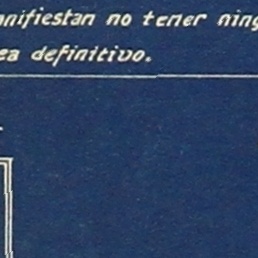 anifiestan no tener ning
ea definitivo.